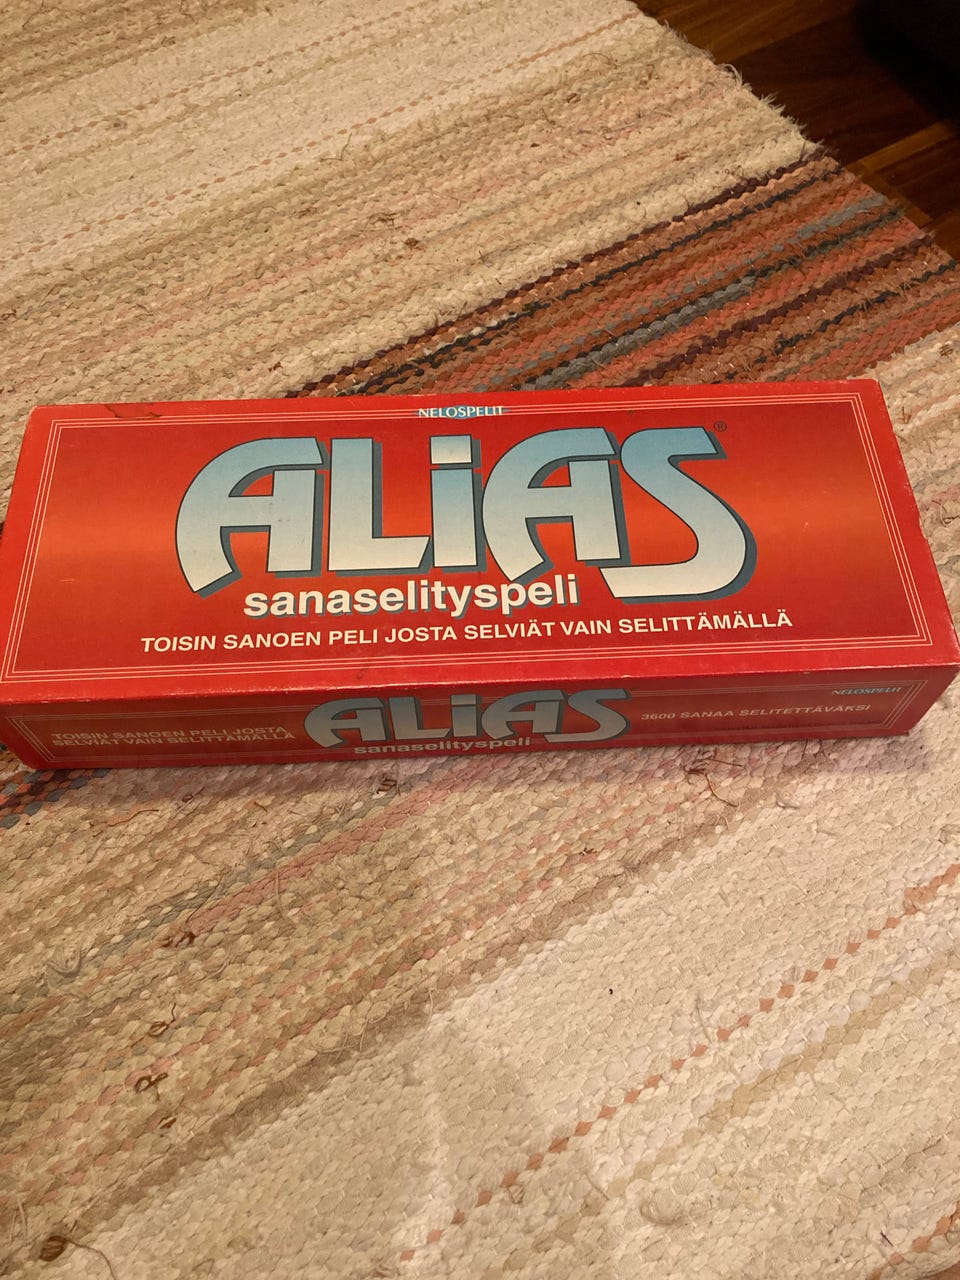 NELOSPELIT
ALiAS®
sanaselityspeli
TOISIN SANOEN PELI JOSTA SELVIÄT VAIN SELITTÄMÄLLÄ
TOISIN SANOEN PELI JOSTA
SELVIÄT VAIN SELITTÄMÄLLÄ
ALiAS
sanaselityspeli
NELOSPELIT
3600 SANAA SELITETTÄVÄKSI